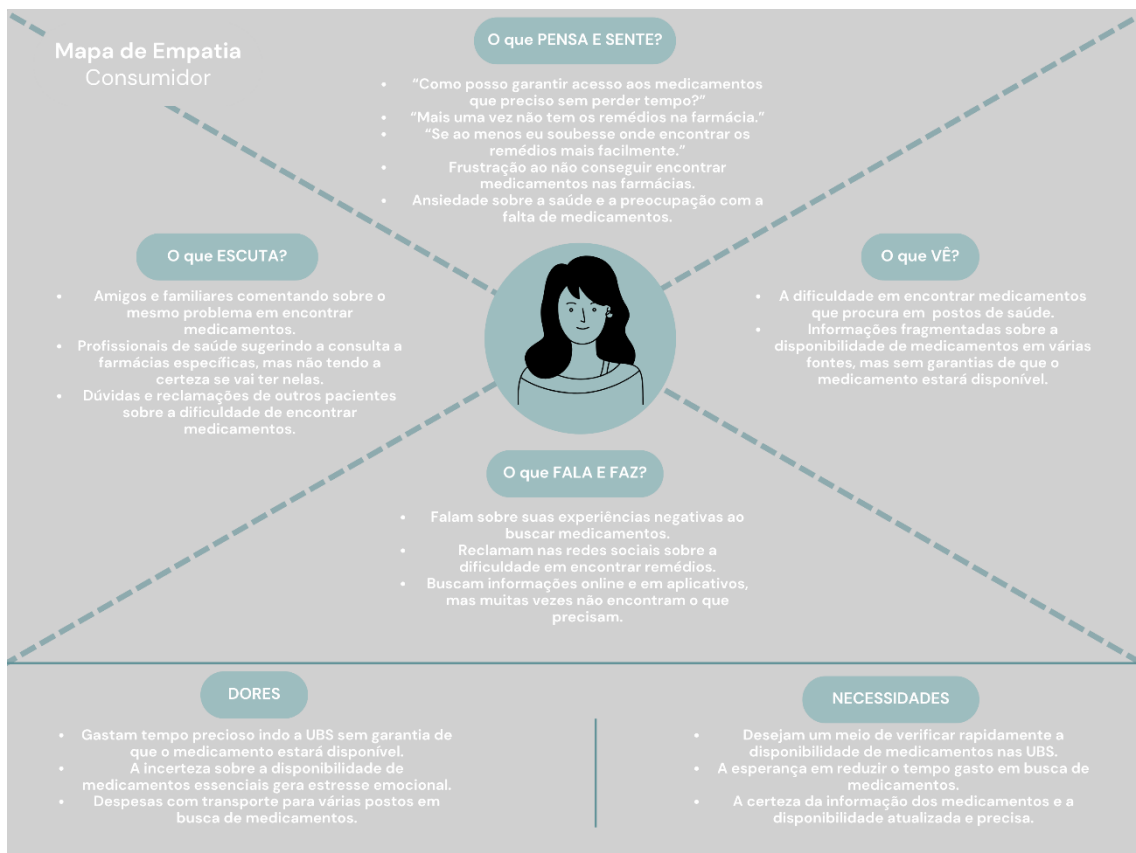 Mapa de Empatia
Consumidor
O que PENSA E SENTE?
• “Como posso garantir acesso aos medicamentos
que preciso sem perder tempo?”
• “Mais uma vez não tem os remédios na farmácia.”
• “Se ao menos eu soubesse onde encontrar os
remédios mais facilmente.”
• Frustração ao não conseguir encontrar
medicamentos nas farmácias.
• Ansiedade sobre a saúde e a preocupação com a
falta de medicamentos.
O que ESCUTA?
• Amigos e familiares comentando sobre o
mesmo problema em encontrar
medicamentos.
• Profissionais de saúde sugerindo a consulta a
farmácias específicas, mas não tendo a
certeza se vai ter nelas.
• Dúvidas e reclamações de outros pacientes
sobre a dificuldade de encontrar
medicamentos.
O que VÊ?
• A dificuldade em encontrar medicamentos
que procura em postos de saúde.
• Informações fragmentadas sobre a
disponibilidade de medicamentos em várias
fontes, mas sem garantias de que o
medicamento estará disponível.
O que FALA E FAZ?
• Falam sobre suas experiências negativas ao
buscar medicamentos.
• Reclamam nas redes sociais sobre a
dificuldade em encontrar remédios.
• Buscam informações online e em aplicativos,
mas muitas vezes não encontram o que
precisam.
DORES
• Gastam tempo precioso indo a UBS sem garantia de
que o medicamento estará disponível.
• A incerteza sobre a disponibilidade de
medicamentos essenciais gera estresse emocional.
• Despesas com transporte para várias postos em
busca de medicamentos.
NECESSIDADES
• Desejam um meio de verificar rapidamente a
disponibilidade de medicamentos nas UBS.
• A esperança em reduzir o tempo gasto em busca de
medicamentos.
• A certeza da informação dos medicamentos e a
disponibilidade atualizada e precisa.